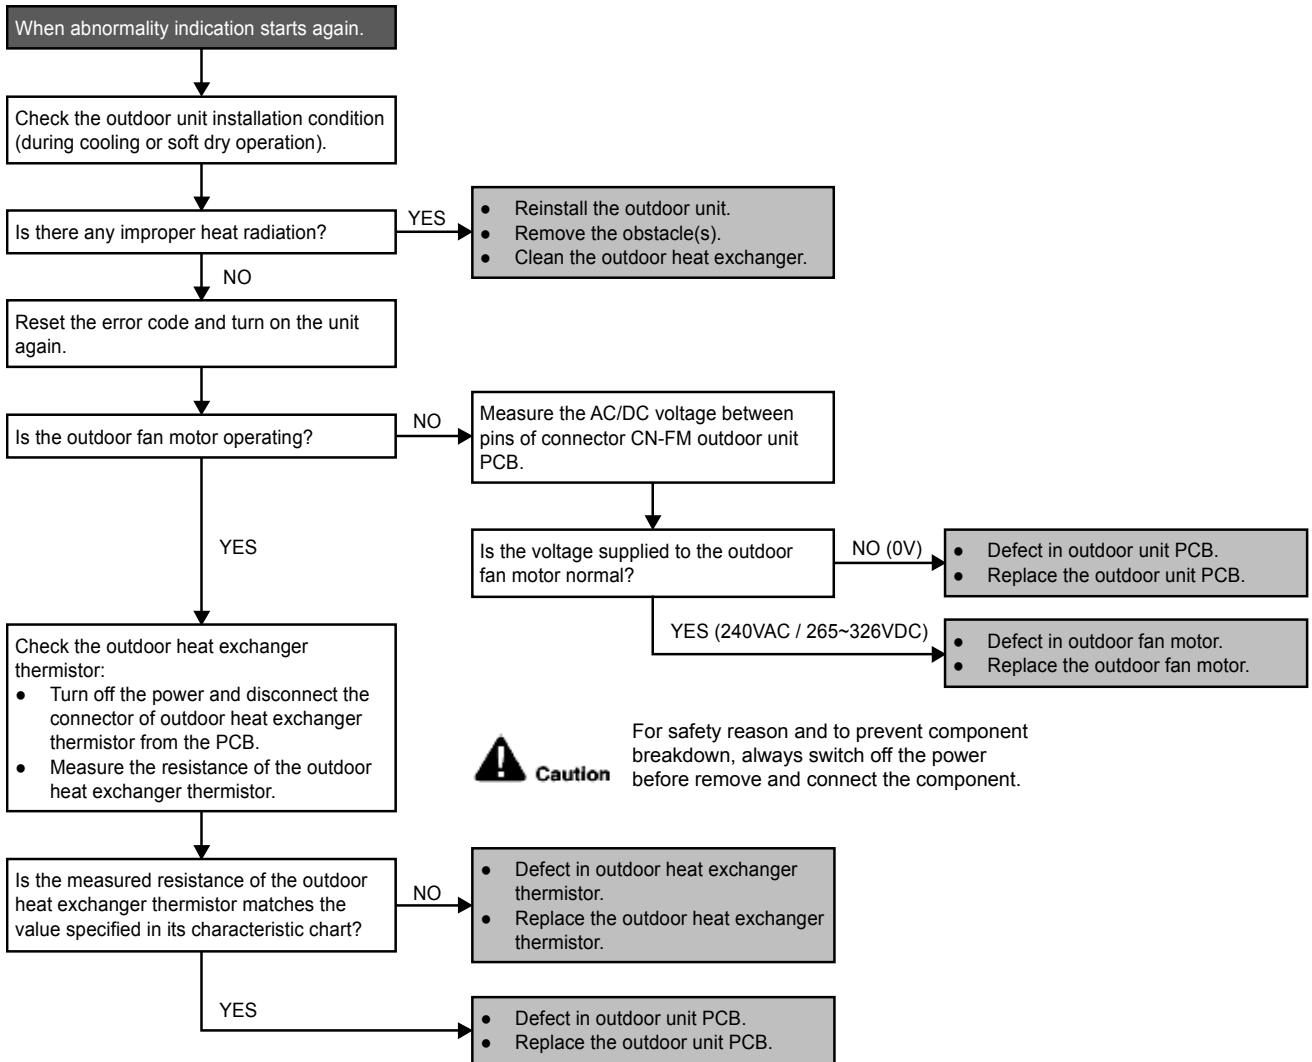 When abnormality indication starts again.
Check the outdoor unit installation condition
(during cooling or soft dry operation).
Is there any improper heat radiation?
YES
● Reinstall the outdoor unit.
● Remove the obstacle(s).
● Clean the outdoor heat exchanger.
NO
Reset the error code and turn on the unit
again.
Is the outdoor fan motor operating?
NO
Measure the AC/DC voltage between
pins of connector CN-FM outdoor unit
PCB.
YES
Is the voltage supplied to the outdoor
fan motor normal?
NO (0V)
● Defect in outdoor unit PCB.
● Replace the outdoor unit PCB.
YES (240VAC / 265~326VDC)
● Defect in outdoor fan motor.
● Replace the outdoor fan motor.
Check the outdoor heat exchanger
thermistor:
● Turn off the power and disconnect the
connector of outdoor heat exchanger
thermistor from the PCB.
● Measure the resistance of the outdoor
heat exchanger thermistor.
Caution
For safety reason and to prevent component
breakdown, always switch off the power
before remove and connect the component.
Is the measured resistance of the outdoor
heat exchanger thermistor matches the
value specified in its characteristic chart?
NO
● Defect in outdoor heat exchanger
thermistor.
● Replace the outdoor heat exchanger
thermistor.
YES
● Defect in outdoor unit PCB.
● Replace the outdoor unit PCB.